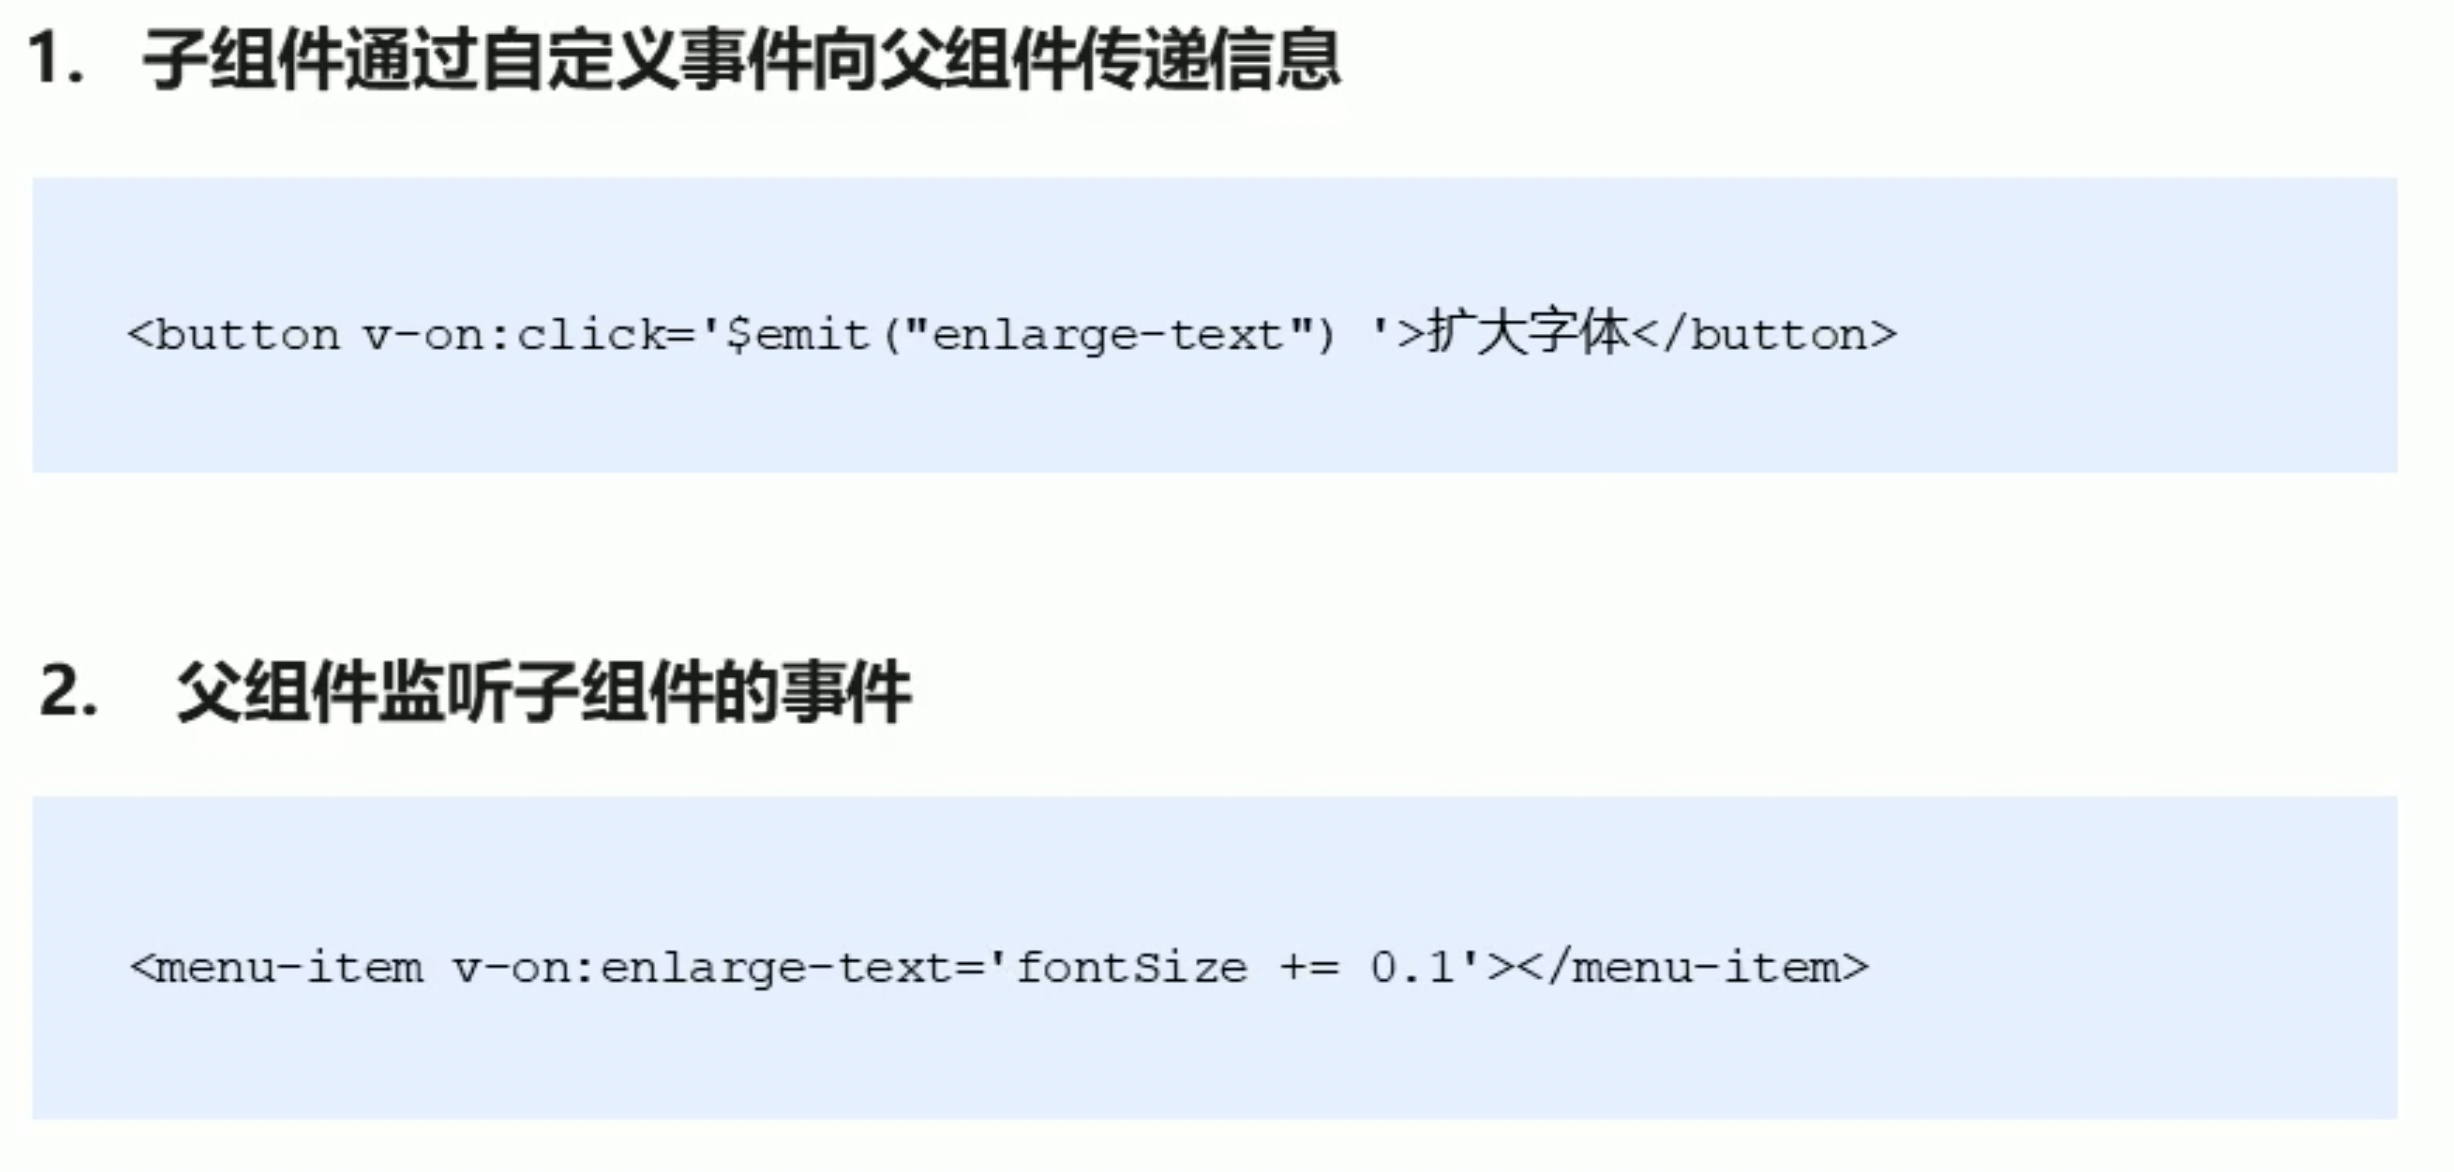 1. 子组件通过自定义事件向父组件传递信息
<button v-on:click='$emit("enlarge-text") '>扩大字体</button>
2. 父组件监听子组件的事件
<menu-item v-on:enlarge-text='fontSize += 0.1'></menu-item>